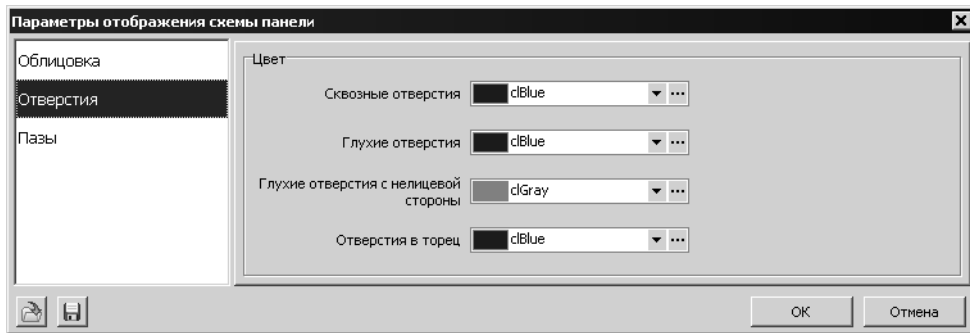 Параметры отображения схемы панели
Облицовка
Отверстия
Пазы
Цвет
Сквозные отверстия
clBlue
Глухие отверстия
clBlue
Глухие отверстия с нелицевой
стороны
clGray
Отверстия в торец
clBlue
OK
Отмена